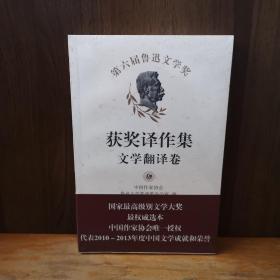 第六届鲁迅文学奖
获奖译作集
文学翻译卷
中国作家协会
国家最高级别文学大奖
最权威选本
中国作家协会唯一授权
代表2010－2013年度中国文学成就和荣誉